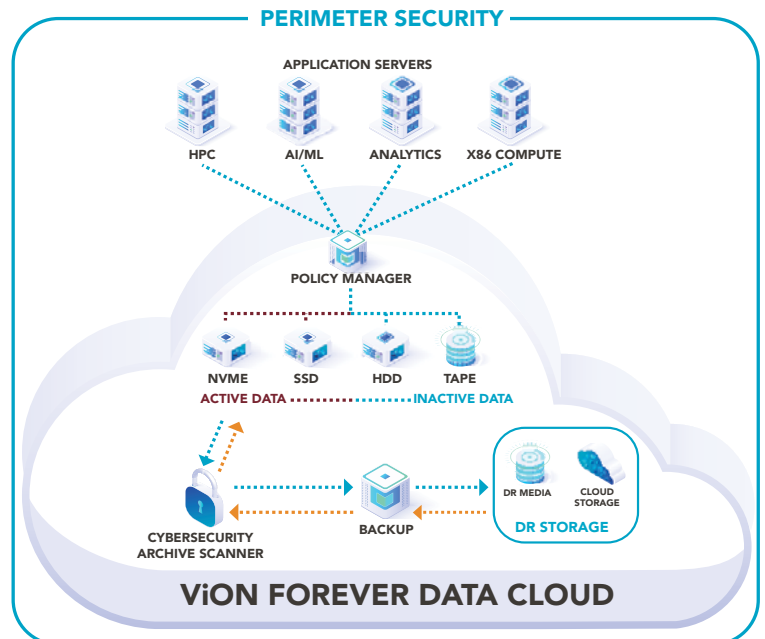 PERIMETER SECURITY
APPLICATION SERVERS
HPC
AI/ML
ANALYTICS
X86 COMPUTE
POLICY MANAGER
NVME
SSD
HDD
TAPE
ACTIVE DATA
INACTIVE DATA
DR MEDIA
CLOUD
STORAGE
DR STORAGE
CYBERSECURITY
ARCHIVE SCANNER
BACKUP
ViON FOREVER DATA CLOUD